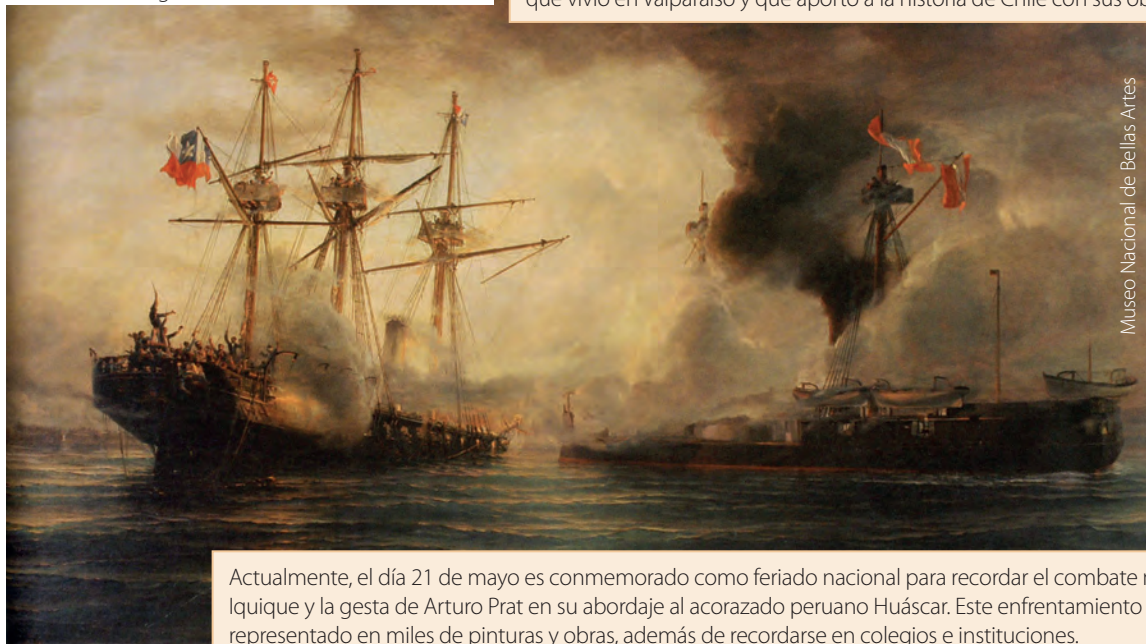 que vivió en Valparaíso y que aportó a la historia de Chile con sus
Museo Nacional de Bellas Artes
Actualmente, el día 21 de mayo es conmemorado como feriado nacional para recordar el combate
Iquique y la gesta de Arturo Prat en su abordaje al acorazado peruano Huáscar. Este enfrentamiento
representado en miles de pinturas y obras, además de recordarse en colegios e instituciones.